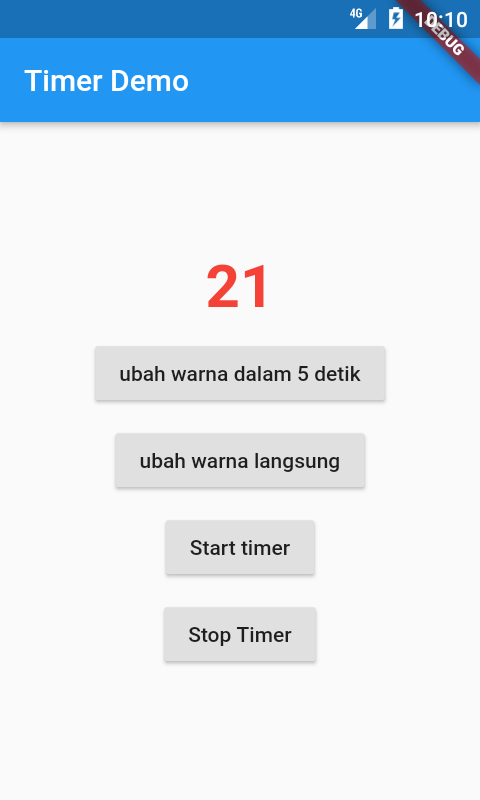 4G 10:10
DEBUG
Timer Demo
21
ubah warna dalam 5 detik
ubah warna langsung
Start timer
Stop Timer